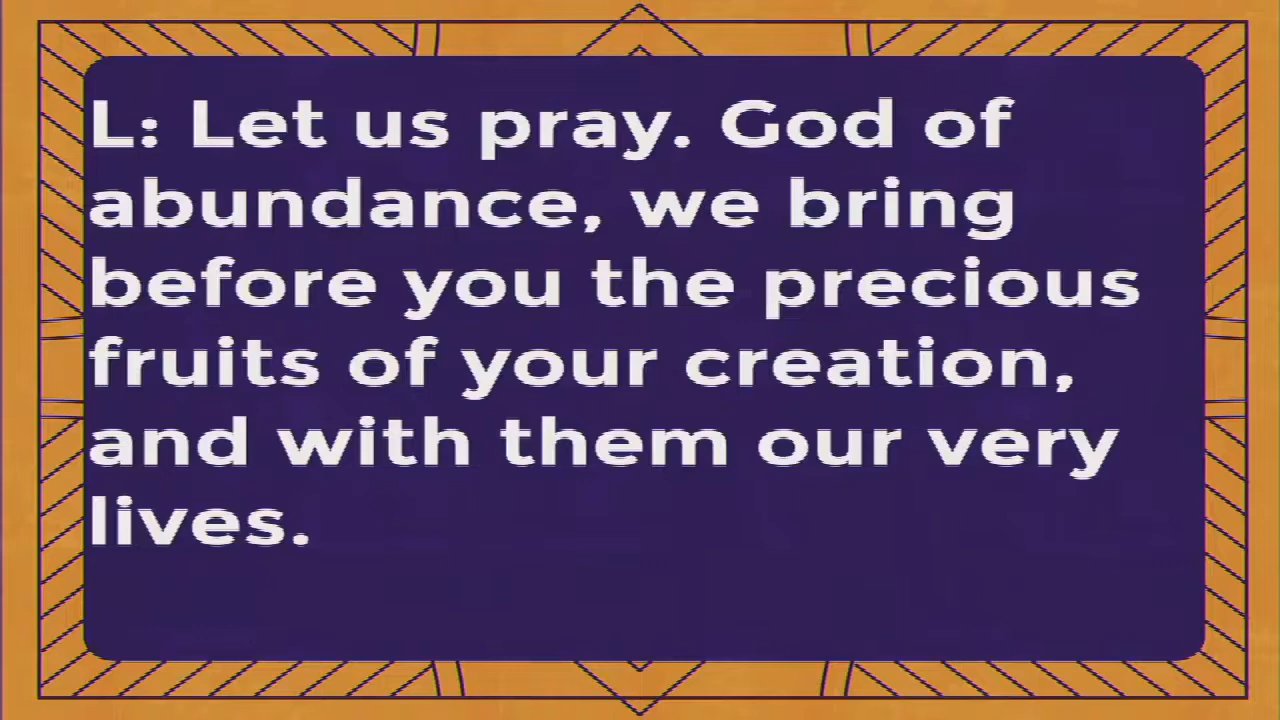 L: Let us pray. God of
abundance, we bring
before you the precious
fruits of your creation,
and with them our very
lives.